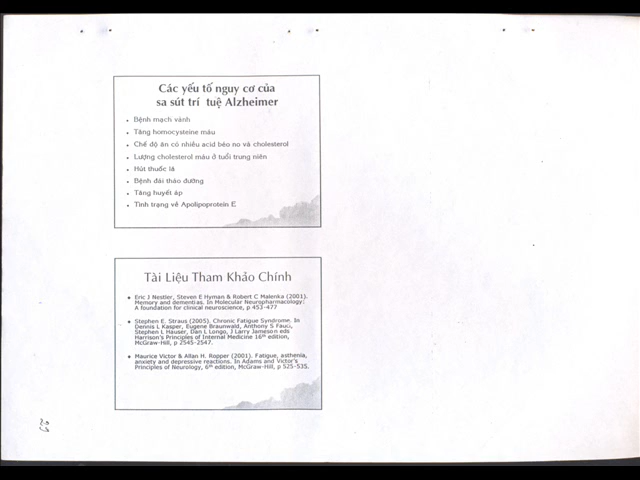 Các yếu tố nguy cơ của
sa sút trí tuệ Alzheimer
• Bệnh mạch vành
• Tăng homocysteine máu
• Chế độ ăn có nhiều acid béo no và cholesterol
• Lượng cholesterol máu ở tuổi trung niên
• Hút thuốc lá
• Bệnh đái tháo đường
• Tăng huyết áp
• Tình trạng về Apolipoprotein E
Tài Liệu Tham Khảo Chính
• Eric J Nestler, Steven E Hyman & Robert C Malenka (2001).
Memory and dementias. In Molecular Neuropharmacology:
A foundation for clinical neuroscience, p 453-477
• Stephen E. Straus (2005). Chronic Fatigue Syndrome. In
Dennis L Kasper, Eugene Braunwald, Anthony S Fauci,
Stephen L Hauser, Dan L Longo, J Larry Jameson eds
Harrison's Principles of Internal Medicine 16th edition,
McGraw-Hill, p 2545-2547.
• Maurice Victor & Allan H. Ropper (2001). Fatigue, asthenia,
anxiety and depressive reactions. In Adams and Victor's
Principles of Neurology, 6th edition, McGraw-Hill, p 525-535.